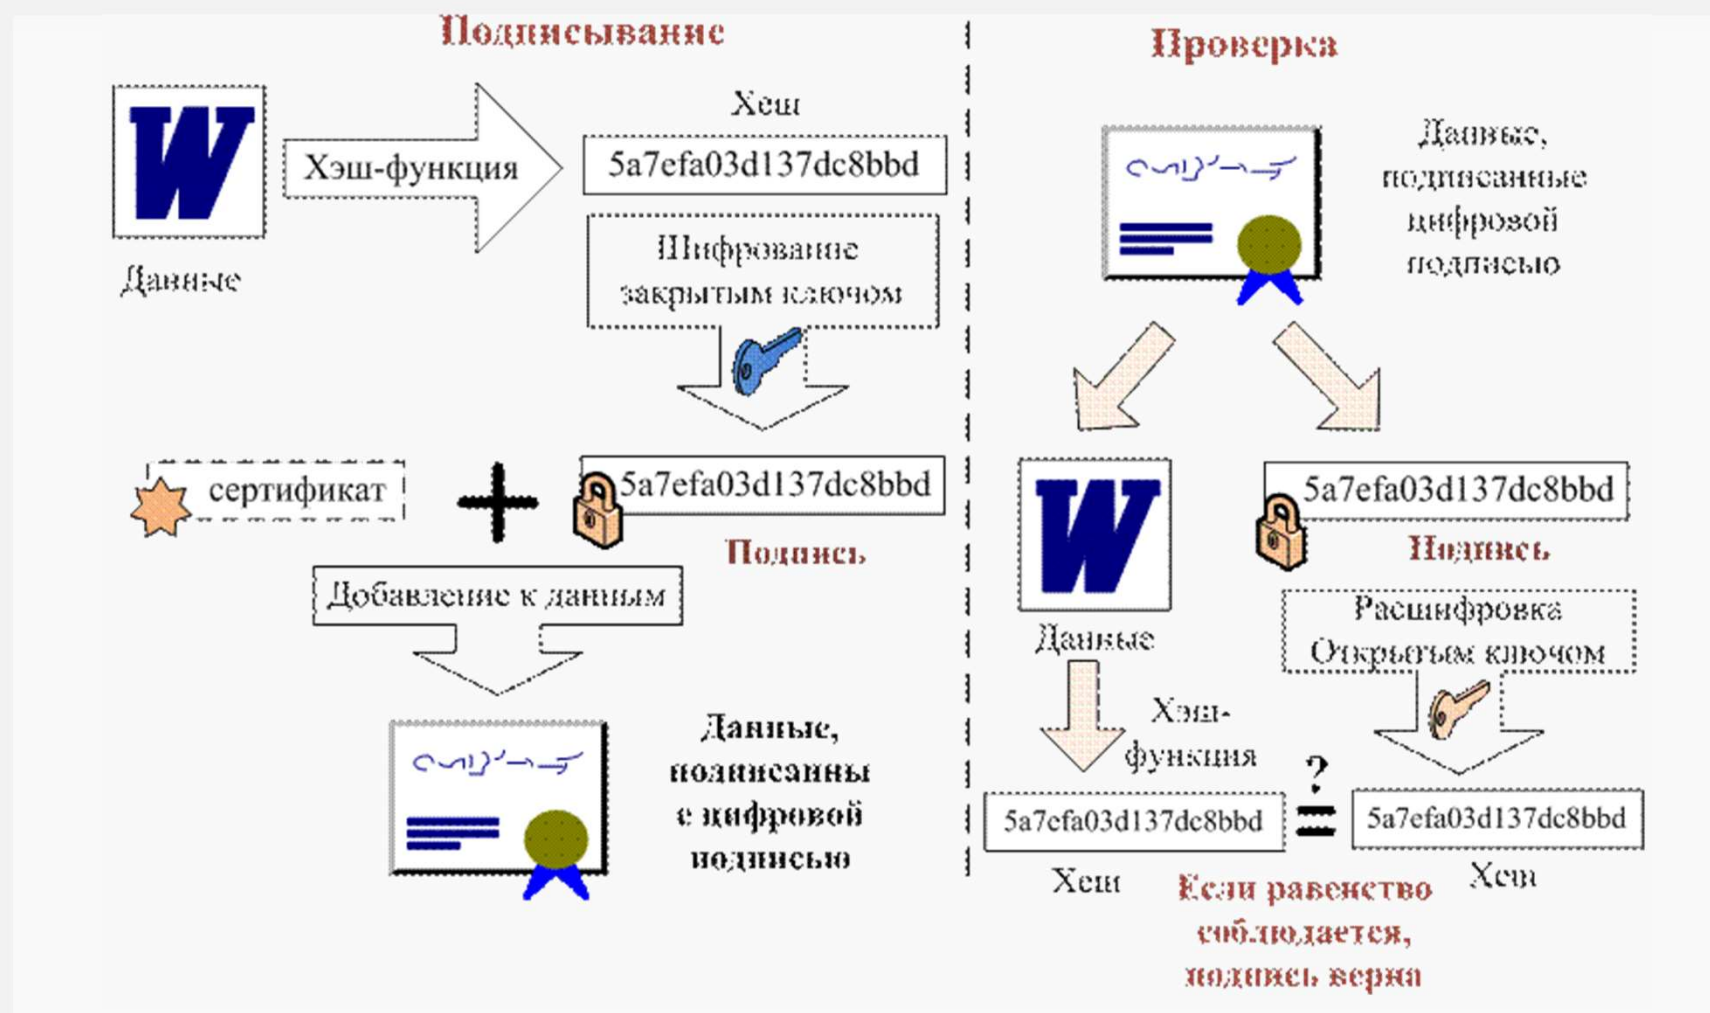 Подписывание
Хеш
Хэш-функция
5a7efa03d137dc8bbd
Данные
Шифрование
закрытым ключом
сертификат
5a7efa03d137dc8bbd
Подпись
Добавление к данным
Данные,
подписанны
е цифровой
подписью
Проверка
Данные,
подписанные
цифровой
подписью
5a7efa03d137dc8bbd
Подпись
Данные
Расшифровка
Открытым ключом
Хэш-
функция
?
5a7efa03d137dc8bbd
=
5a7efa03d137dc8bbd
Хеш
Хеш
Если равенство
соблюдается,
подпись верна